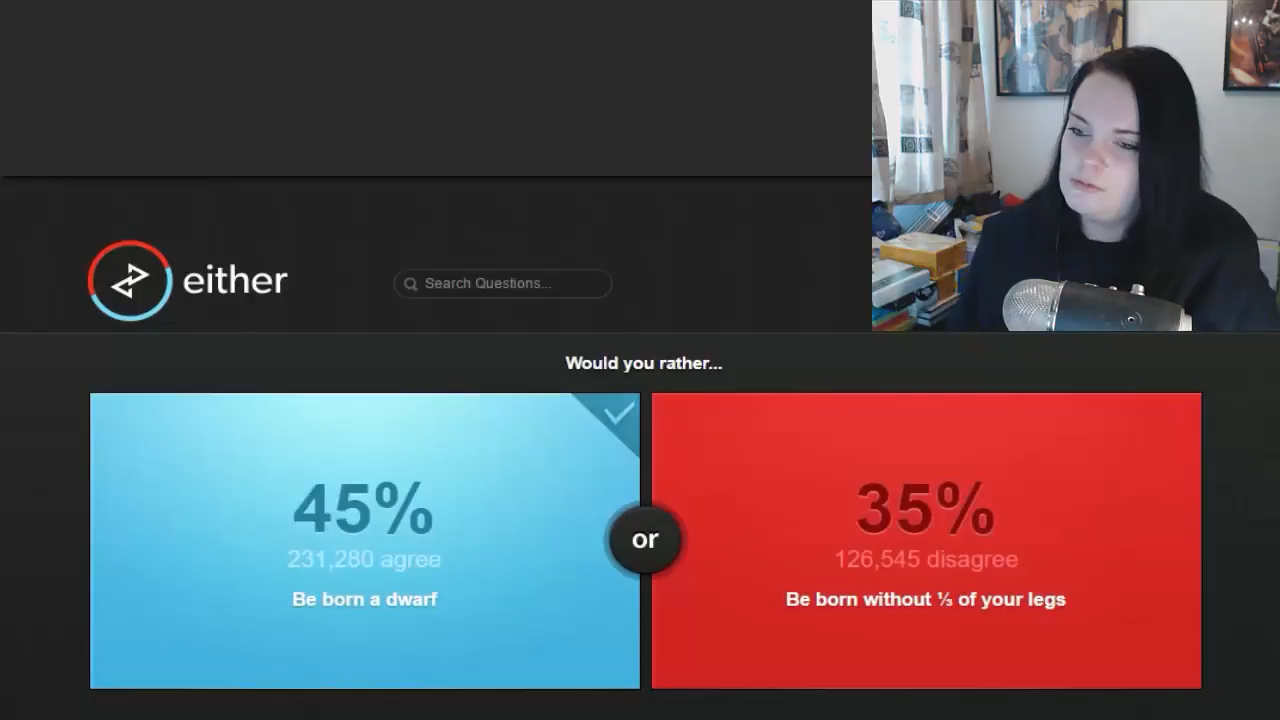 either
Search Questions...
Would you rather...
45%
231,280 agree
Be born a dwarf
or
35%
126,545 disagree
Be born without ⅓ of your legs